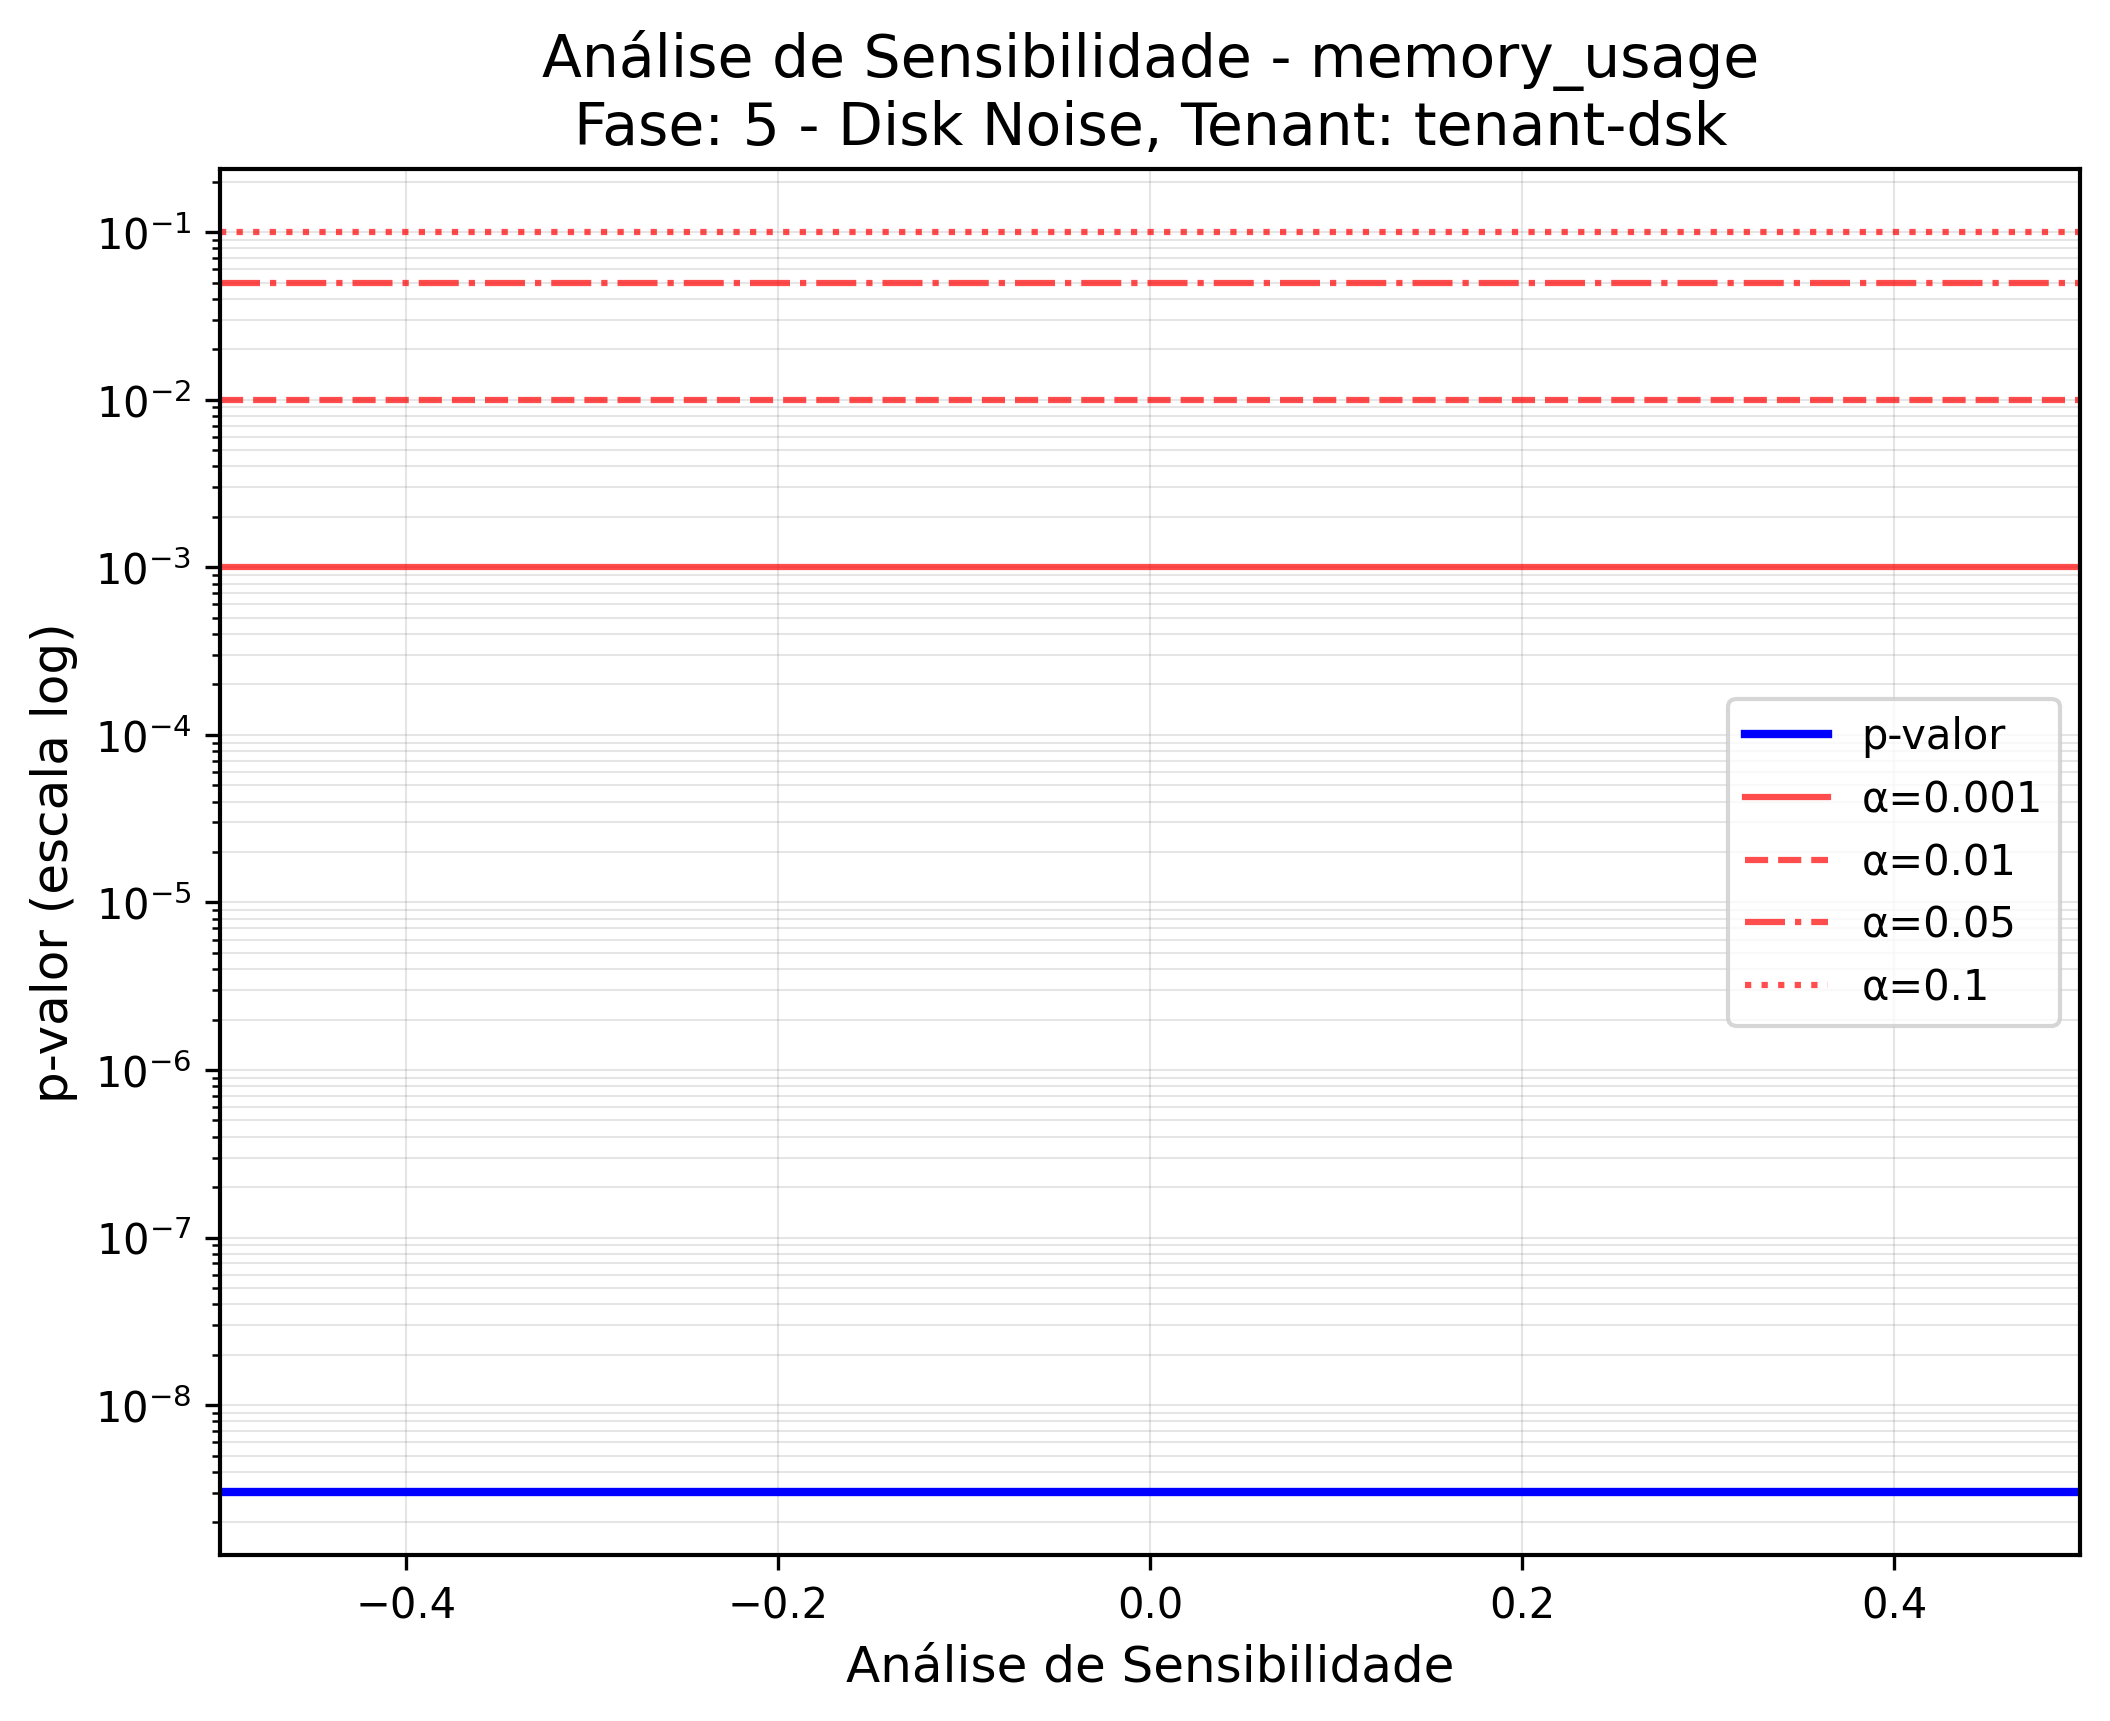 Análise de Sensibilidade - memory_usage
Fase: 5 - Disk Noise, Tenant: tenant-dsk
p-valor (escala log)
10⁻¹
10⁻²
10⁻³
10⁻⁴
10⁻⁵
10⁻⁶
10⁻⁷
10⁻⁸
p-valor
α=0.001
α=0.01
α=0.05
α=0.1
−0.4 −0.2 0.0 0.2 0.4
Análise de Sensibilidade